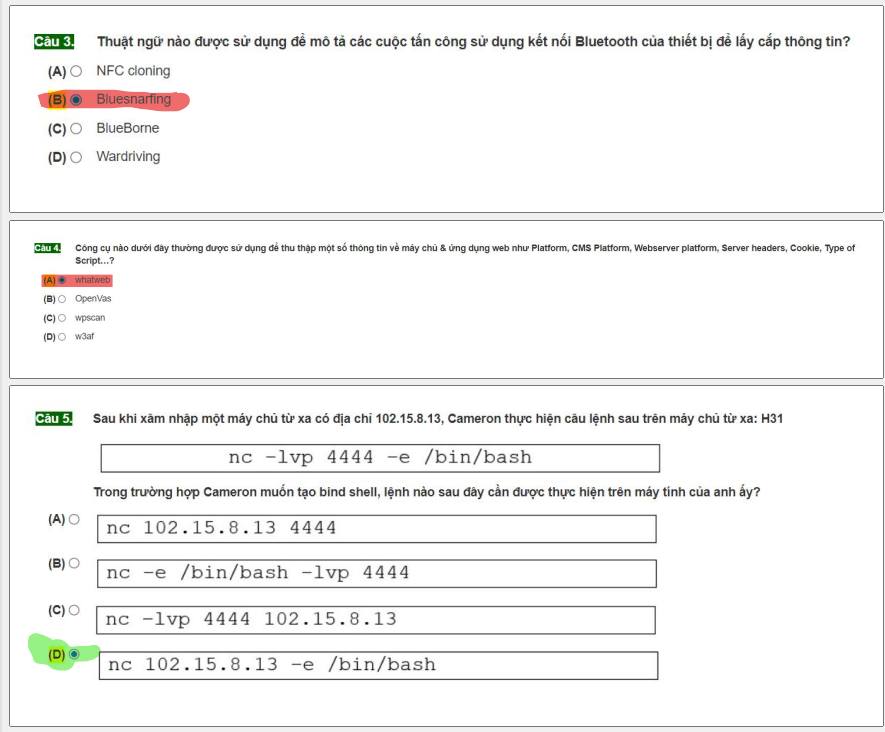 Câu 3. Thuật ngữ nào được sử dụng để mô tả các cuộc tấn công sử dụng kết nối Bluetooth của thiết bị để lấy cắp thông tin?
(A) NFC cloning
(B) Bluesnarfing
(C) BlueBorne
(D) Wardriving
Câu 4. Công cụ nào dưới đây thường được sử dụng để thu thập một số thông tin về máy chủ & ứng dụng web như Platform, CMS Platform, Webserver platform, Server headers, Cookie, Type of
Script...?
(A) whatweb
(B) OpenVas
(C) wpscan
(D) w3af
Câu 5. Sau khi xâm nhập một máy chủ từ xa có địa chỉ 102.15.8.13, Cameron thực hiện câu lệnh sau trên máy chủ từ xa: H31
nc -lvp 4444 -e /bin/bash
Trong trường hợp Cameron muốn tạo bind shell, lệnh nào sau đây cần được thực hiện trên máy tính của anh ấy?
(A) nc 102.15.8.13 4444
(B) nc -e /bin/bash -lvp 4444
(C) nc -lvp 4444 102.15.8.13
(D) nc 102.15.8.13 -e /bin/bash